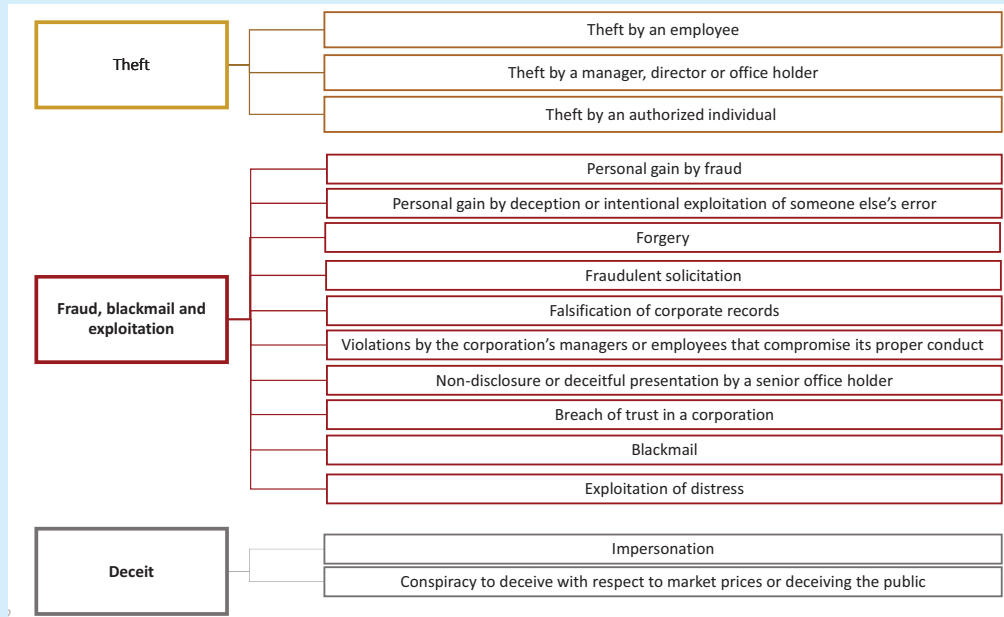 Theft
Theft by an employee
Theft by a manager, director or office holder
Theft by an authorized individual
Fraud, blackmail and
exploitation
Personal gain by fraud
Personal gain by deception or intentional exploitation of someone else's error
Forgery
Fraudulent solicitation
Falsification of corporate records
Violations by the corporation's managers or employees that compromise its proper conduct
Non-disclosure or deceitful presentation by a senior office holder
Breach of trust in a corporation
Blackmail
Exploitation of distress
Deceit
Impersonation
Conspiracy to deceive with respect to market prices or deceiving the public